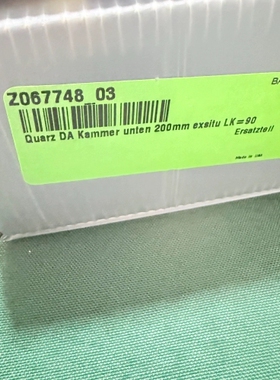 Z067748_03
Quarz DA Kammer unten 200mm exsitu LK=90
Ersatzteil